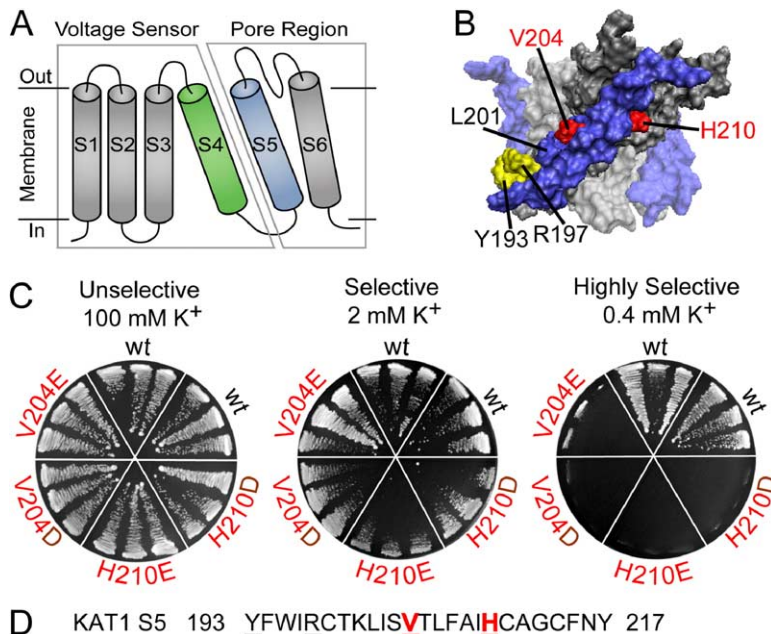 A
Voltage Sensor
Pore Region
Out
Membrane
In
S1
S2
S3
S4
S5
S6
B
V204
L201
H210
Y193
R197
C
Unselective
100 mM K+
Selective
2 mM K+
Highly Selective
0.4 mM K+
wt
wt
V204E
V204D
H210E
H210D
wt
wt
V204E
V204D
H210E
H210D
wt
wt
V204E
V204D
H210E
H210D
D KAT1 S5 193 YFWIRCTKLISVTLFAIHCAGCFNY 217